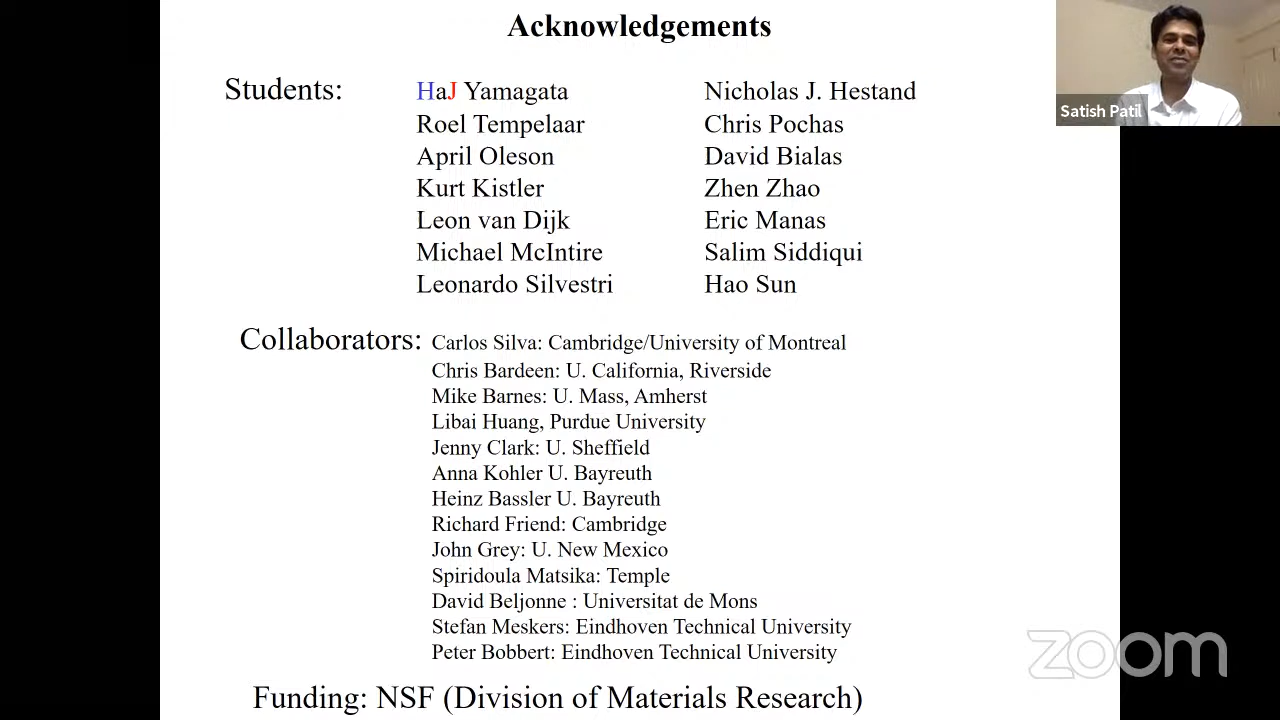 Acknowledgements
Satish Patil
Students:
HaJ Yamagata
Nicholas J. Hestand
Roel Tempelaar
Chris Pochas
April Oleson
David Bialas
Kurt Kistler
Zhen Zhao
Leon van Dijk
Eric Manas
Michael McIntire
Salim Siddiqui
Leonardo Silvestri
Hao Sun
Collaborators:
Carlos Silva: Cambridge/University of Montreal
Chris Bardeen: U. California, Riverside
Mike Barnes: U. Mass, Amherst
Libai Huang, Purdue University
Jenny Clark: U. Sheffield
Anna Kohler U. Bayreuth
Heinz Bassler U. Bayreuth
Richard Friend: Cambridge
John Grey: U. New Mexico
Spiridoula Matsika: Temple
David Beljonne : Universitat de Mons
Stefan Meskers: Eindhoven Technical University
Peter Bobbert: Eindhoven Technical University
Funding: NSF (Division of Materials Research)
zoom